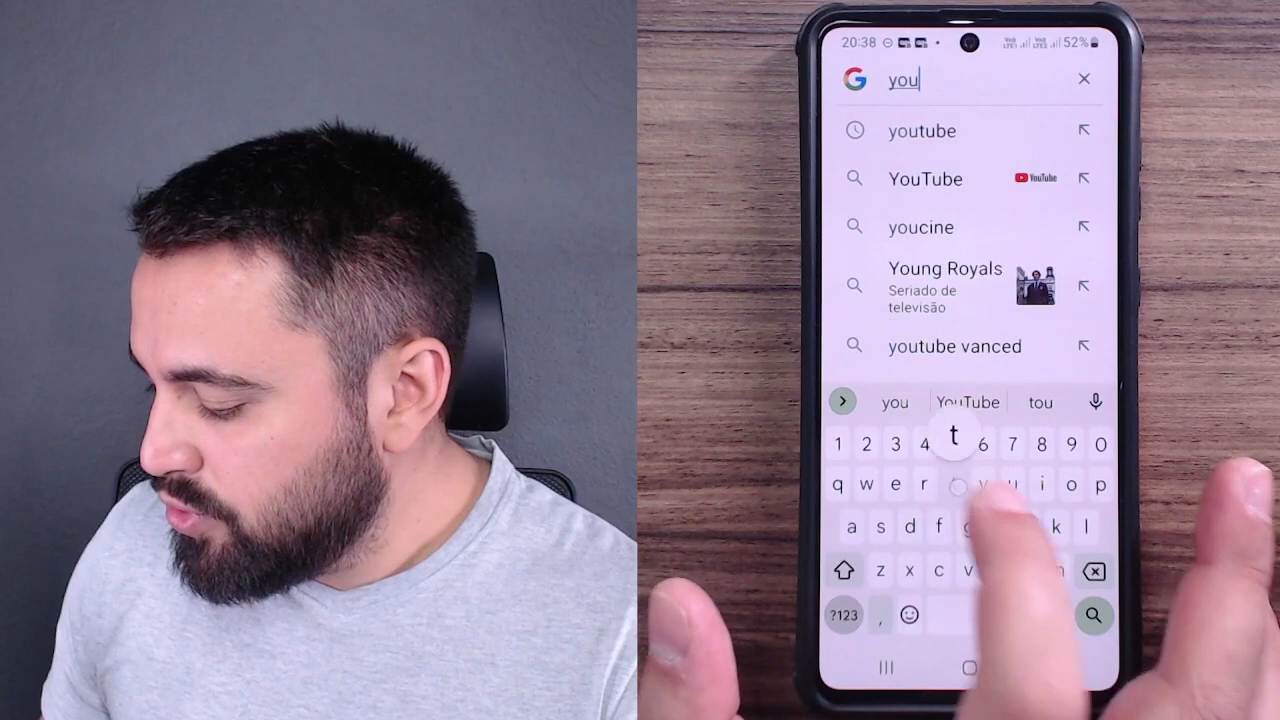 20:38 52%
you
youtube
YouTube YouTube
youcine
Young Royals
Seriado de
televisão
youtube vanced
you YouTube tou
t
1 2 3 4 6 7 8 9 0
q w e r y u i o p
a s d f g k l
z x c v
?123 ,